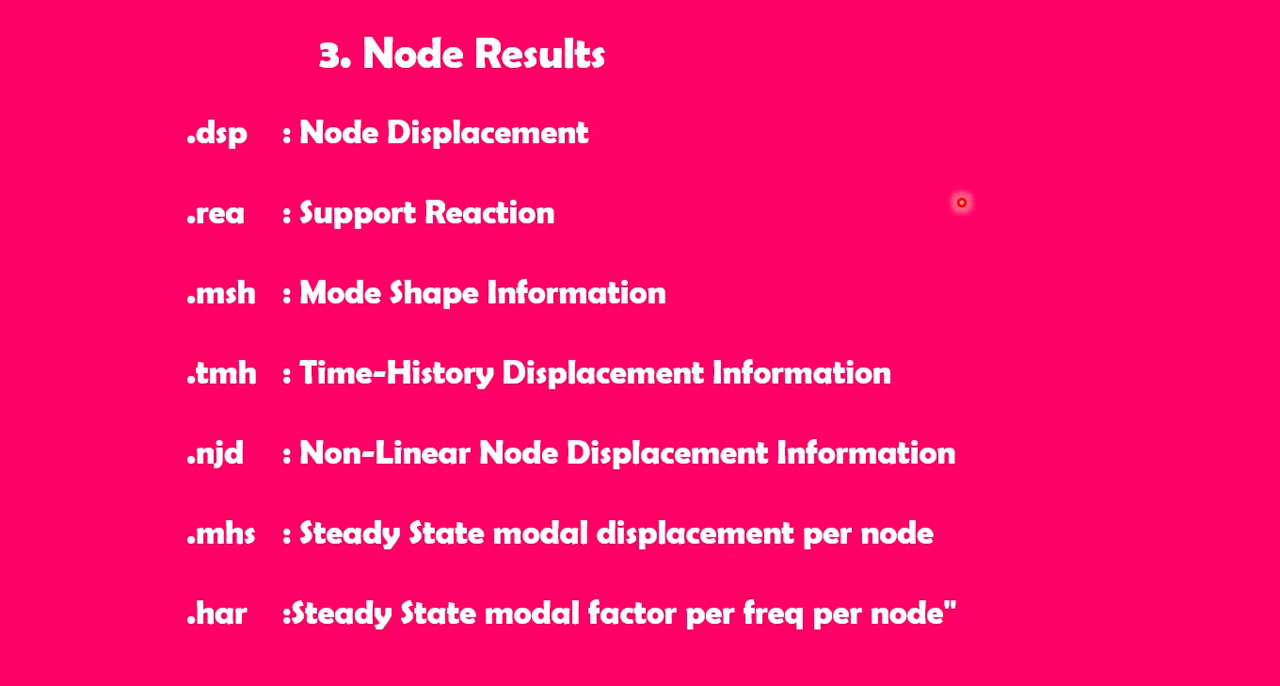 3. Node Results
.dsp : Node Displacement
.rea : Support Reaction
.msh : Mode Shape Information
.tmh : Time-History Displacement Information
.njd : Non-Linear Node Displacement Information
.mhs : Steady State modal displacement per node
.har :Steady State modal factor per freq per node"